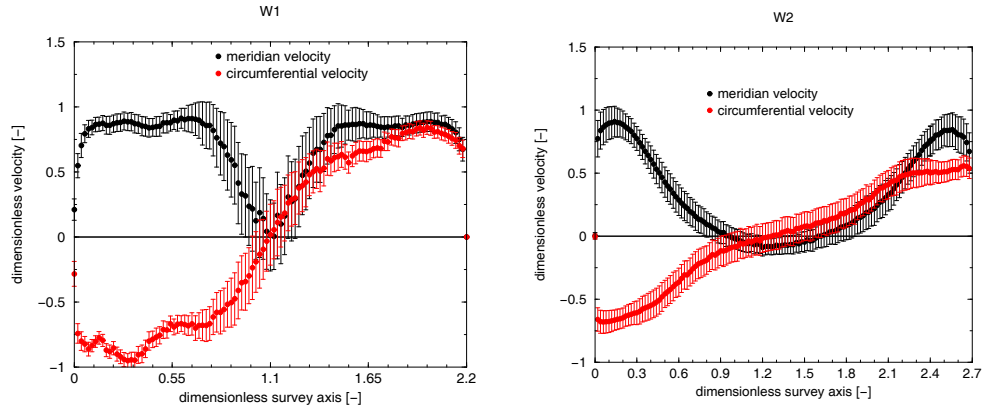 W1
1.5
1
0.5
0
−0.5
−1
dimensionless velocity [−]
meridian velocity
circumferential velocity
0
0.55
1.1
1.65
2.2
dimensionless survey axis [−]
W2
1.5
1
0.5
0
−0.5
−1
dimensionless velocity [−]
meridian velocity
circumferential velocity
0
0.3
0.6
0.9
1.2
1.5
1.8
2.1
2.4
2.7
dimensionless survey axis [−]